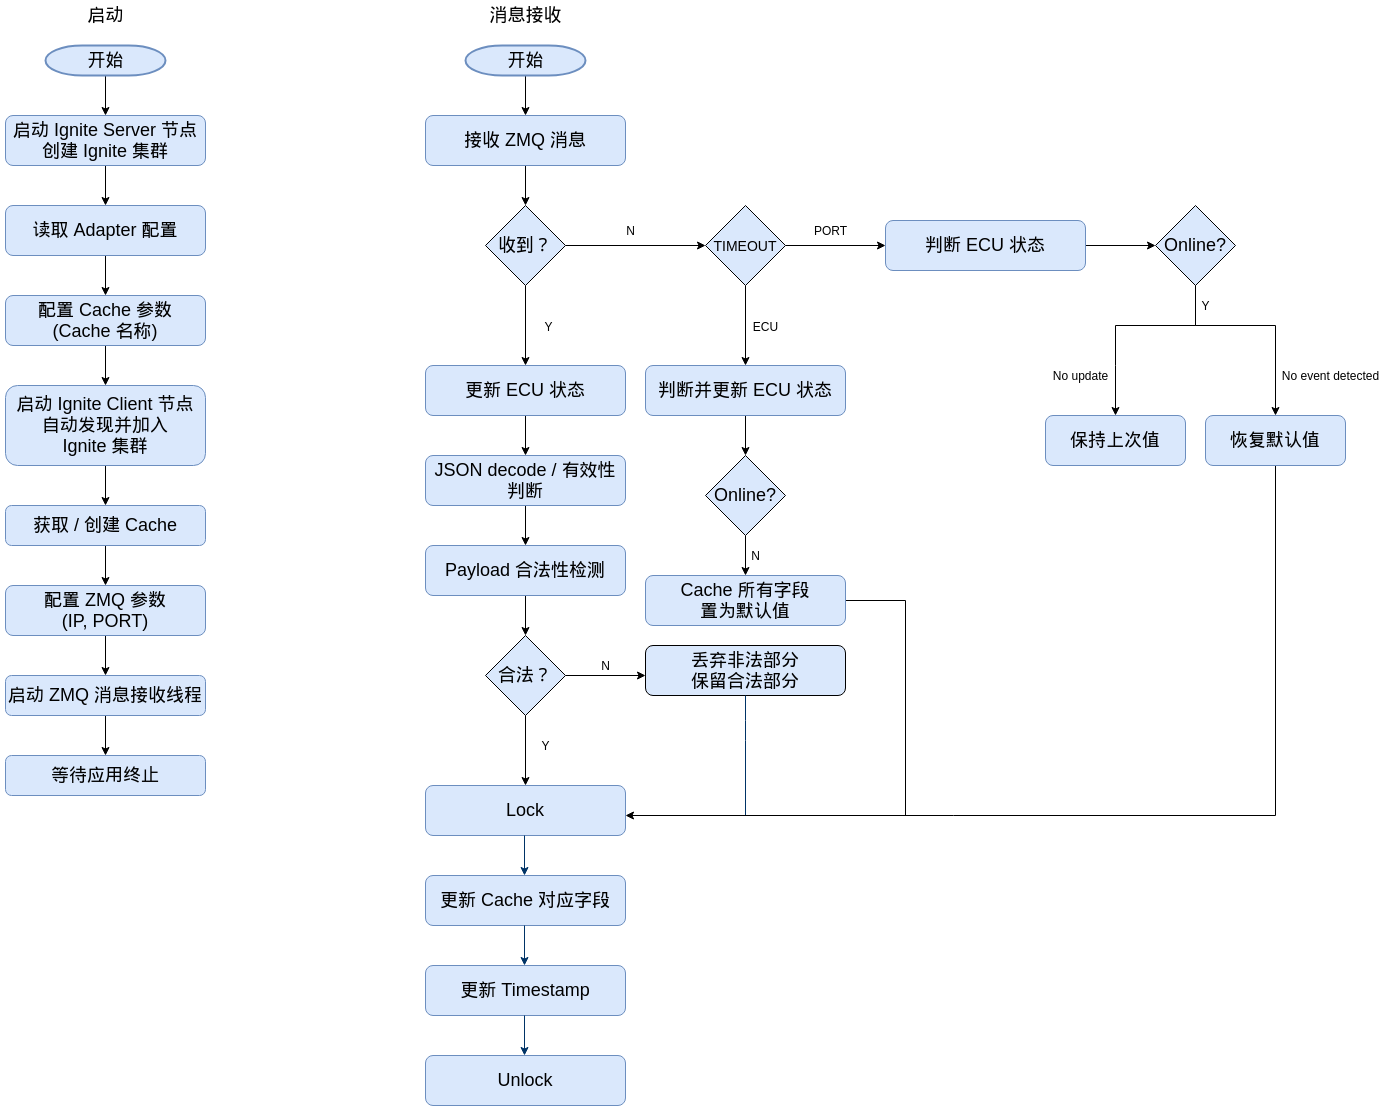 启动
开始
启动 Ignite Server 节点
创建 Ignite 集群
读取 Adapter 配置
配置 Cache 参数
(Cache 名称)
启动 Ignite Client 节点
自动发现并加入
Ignite 集群
获取 / 创建 Cache
配置 ZMQ 参数
(IP, PORT)
启动 ZMQ 消息接收线程
等待应用终止
消息接收
开始
接收 ZMQ 消息
收到？
N
TIMEOUT
PORT
判断 ECU 状态
Online?
Y
ECU
Y
No update
No event detected
更新 ECU 状态
判断并更新 ECU 状态
保持上次值
恢复默认值
JSON decode / 有效性
判断
Online?
N
Payload 合法性检测
Cache 所有字段
置为默认值
合法？
N
丢弃非法部分
保留合法部分
Y
Lock
更新 Cache 对应字段
更新 Timestamp
Unlock